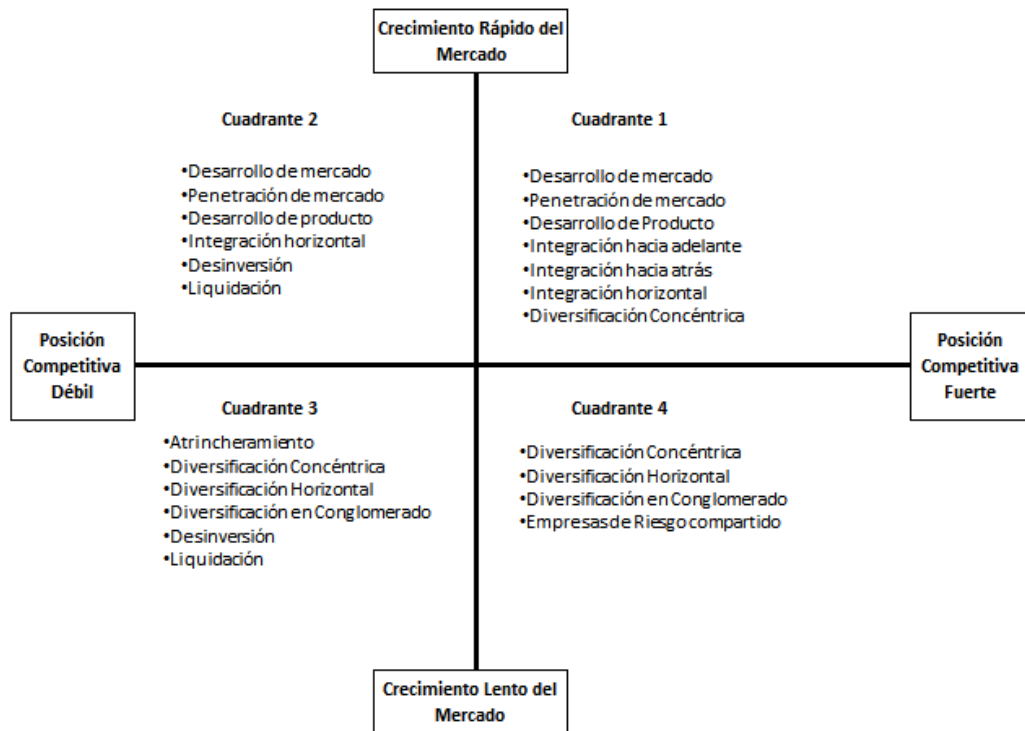 Crecimiento Rápido del
Mercado
Cuadrante 2
•Desarrollo de mercado
•Penetración de mercado
•Desarrollo de producto
•Integración horizontal
•Desinversión
•Liquidación
Cuadrante 1
•Desarrollo de mercado
•Penetración de mercado
•Desarrollo de Producto
•Integración hacia adelante
•Integración hacia atrás
•Integración horizontal
•Diversificación Concéntrica
Posición
Competitiva
Débil
Posición
Competitiva
Fuerte
Cuadrante 3
•Atrincheramiento
•Diversificación Concéntrica
•Diversificación Horizontal
•Diversificación en Conglomerado
•Desinversión
•Liquidación
Cuadrante 4
•Diversificación Concéntrica
•Diversificación Horizontal
•Diversificación en Conglomerado
•Empresas de Riesgo compartido
Crecimiento Lento del
Mercado